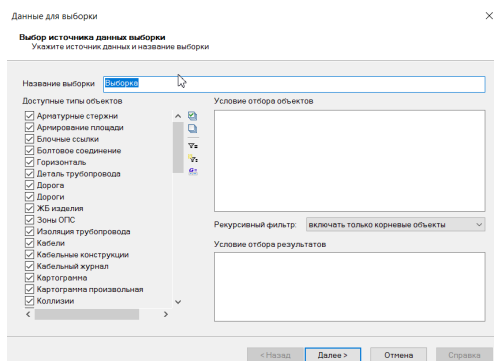 Данные для выборки
Выбор источника данных выборки
Укажите источник данных и название выборки
Название выборки
Выборка
Доступные типы объектов
Арматурные стержни
Армирование площади
Блочные ссылки
Болтовое соединение
Горизонталь
Деталь трубопровода
Дорога
Дороги
ЖБ изделия
Зоны ОПС
Изоляция трубопровода
Кабели
Кабельные конструкции
Кабельный журнал
Картограмма
Картограмма произвольная
Коллизии
Условие отбора объектов
Рекурсивный фильтр: включать только корневые объекты
Условие отбора результатов
< Назад
Далее >
Отмена
Справка